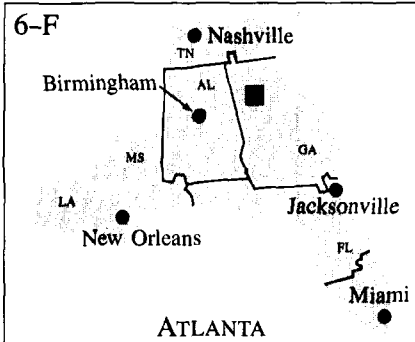 6–F
Nashville
TN
Birmingham
AL
MS
GA
LA
Jacksonville
New Orleans
FL
Miami
ATLANTA